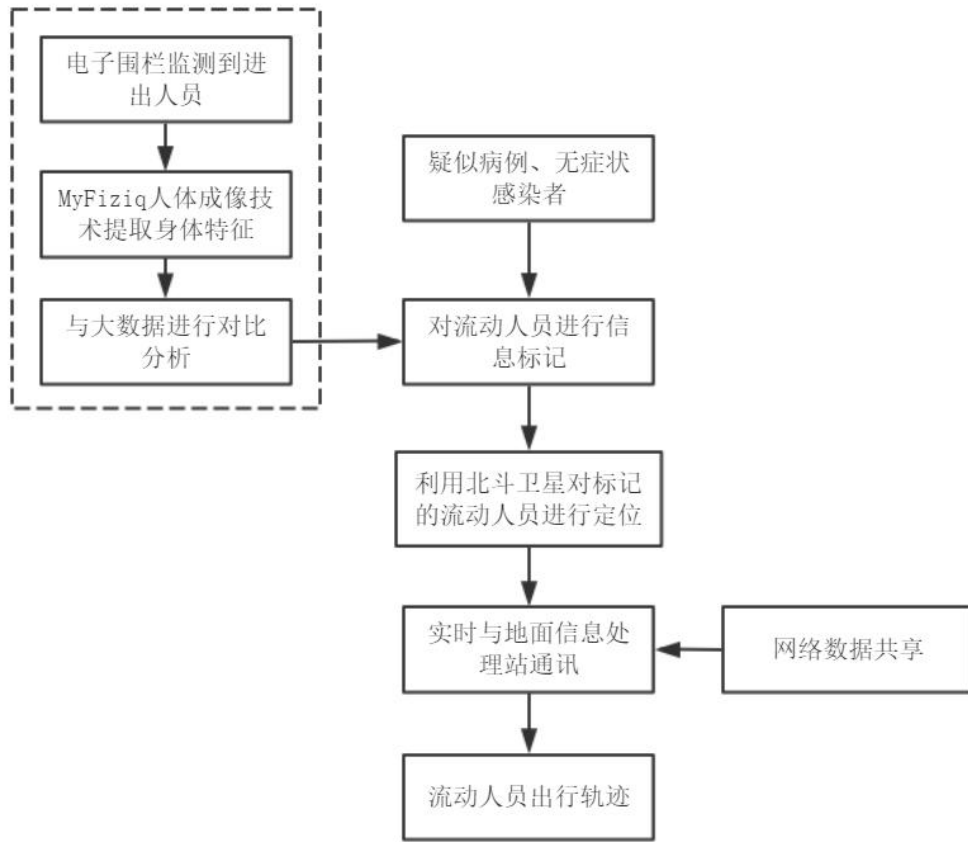 电子围栏监测到进
出人员
MyFiziq人体成像技
术提取身体特征
与大数据进行对比
分析
疑似病例、无症状
感染者
对流动人员进行信
息标记
利用北斗卫星对标记
的流动人员进行定位
实时与地面信息处
理站通讯
网络数据共享
流动人员出行轨迹